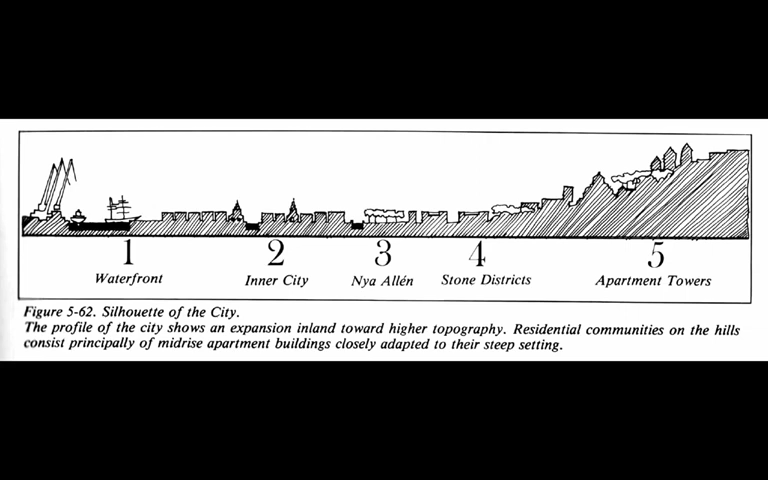 1 2 3 4 5
Waterfront Inner City Nya Allén Stone Districts Apartment Towers
Figure 5-62. Silhouette of the City.
The profile of the city shows an expansion inland toward higher topography. Residential communities on the hills
consist principally of midrise apartment buildings closely adapted to their steep setting.